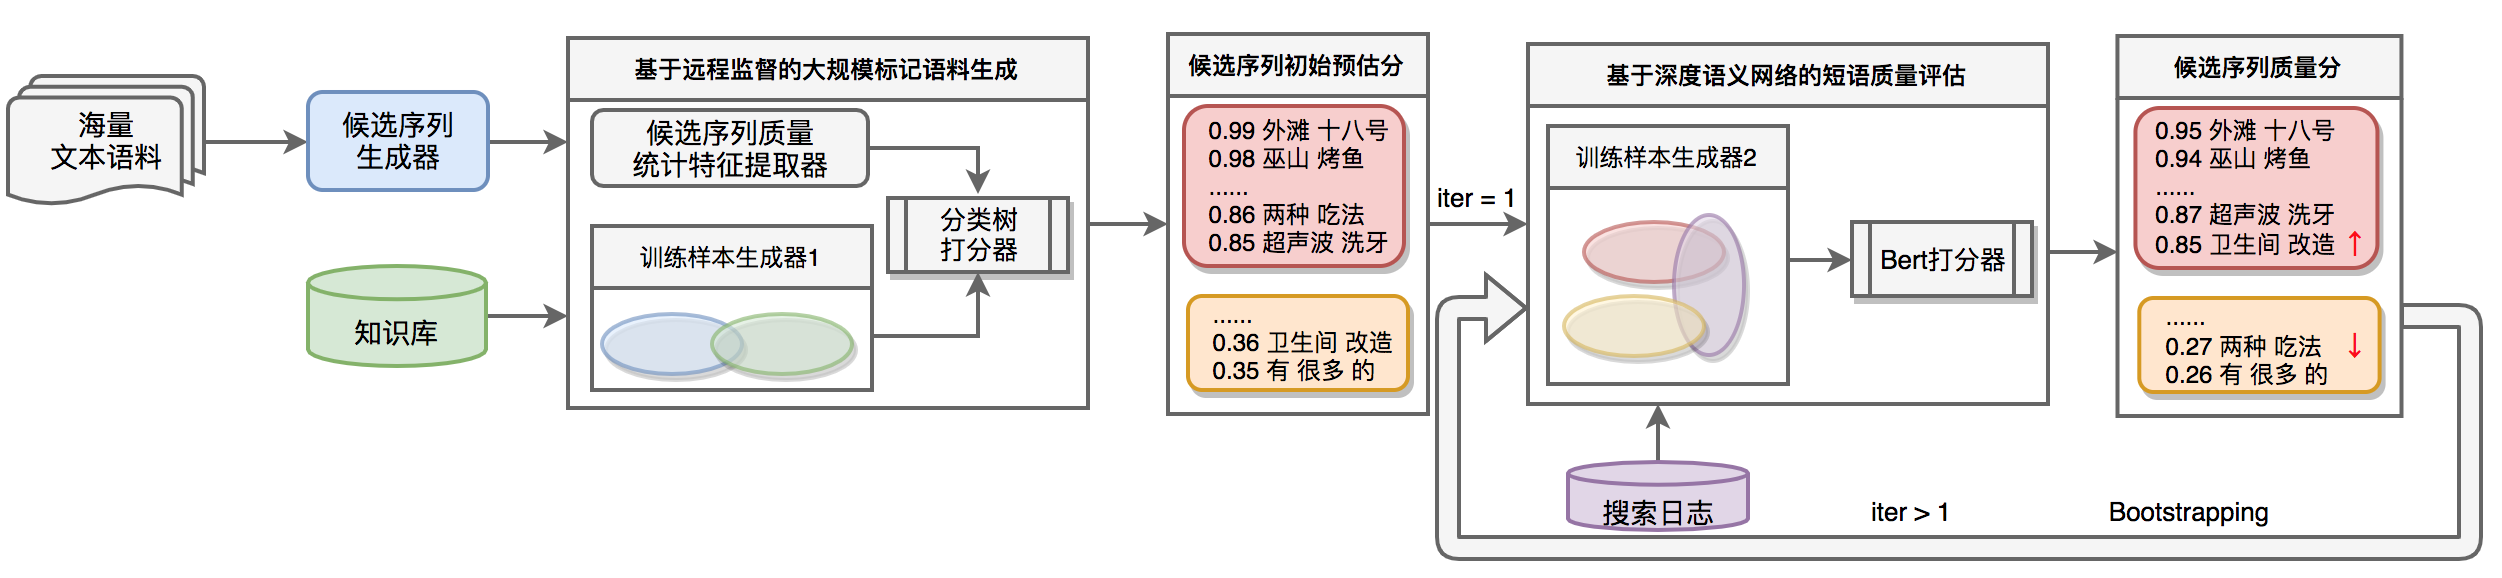 海量
文本语料
候选序列
生成器
知识库
基于远程监督的大规模标记语料生成
候选序列质量
统计特征提取器
训练样本生成器1
分类树
打分器
候选序列初始预估分
0.99 外滩 十八号
0.98 巫山 烤鱼
......
0.86 两种 吃法
0.85 超声波 洗牙
......
0.36 卫生间 改造
0.35 有 很多 的
iter = 1
基于深度语义网络的短语质量评估
训练样本生成器2
Bert打分器
搜索日志
候选序列质量分
0.95 外滩 十八号
0.94 巫山 烤鱼
......
0.87 超声波 洗牙
0.85 卫生间 改造 ↑
......
0.27 两种 吃法 ↓
0.26 有 很多 的
iter > 1
Bootstrapping